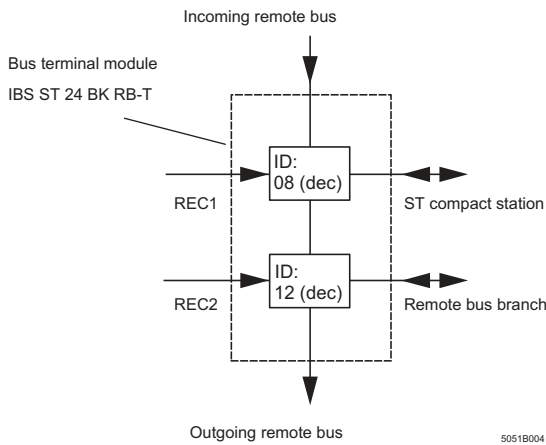 Incoming remote bus
Bus terminal module
IBS ST 24 BK RB-T
ID:
08 (dec)
REC1
ST compact station
ID:
12 (dec)
REC2
Remote bus branch
Outgoing remote bus
5051B004